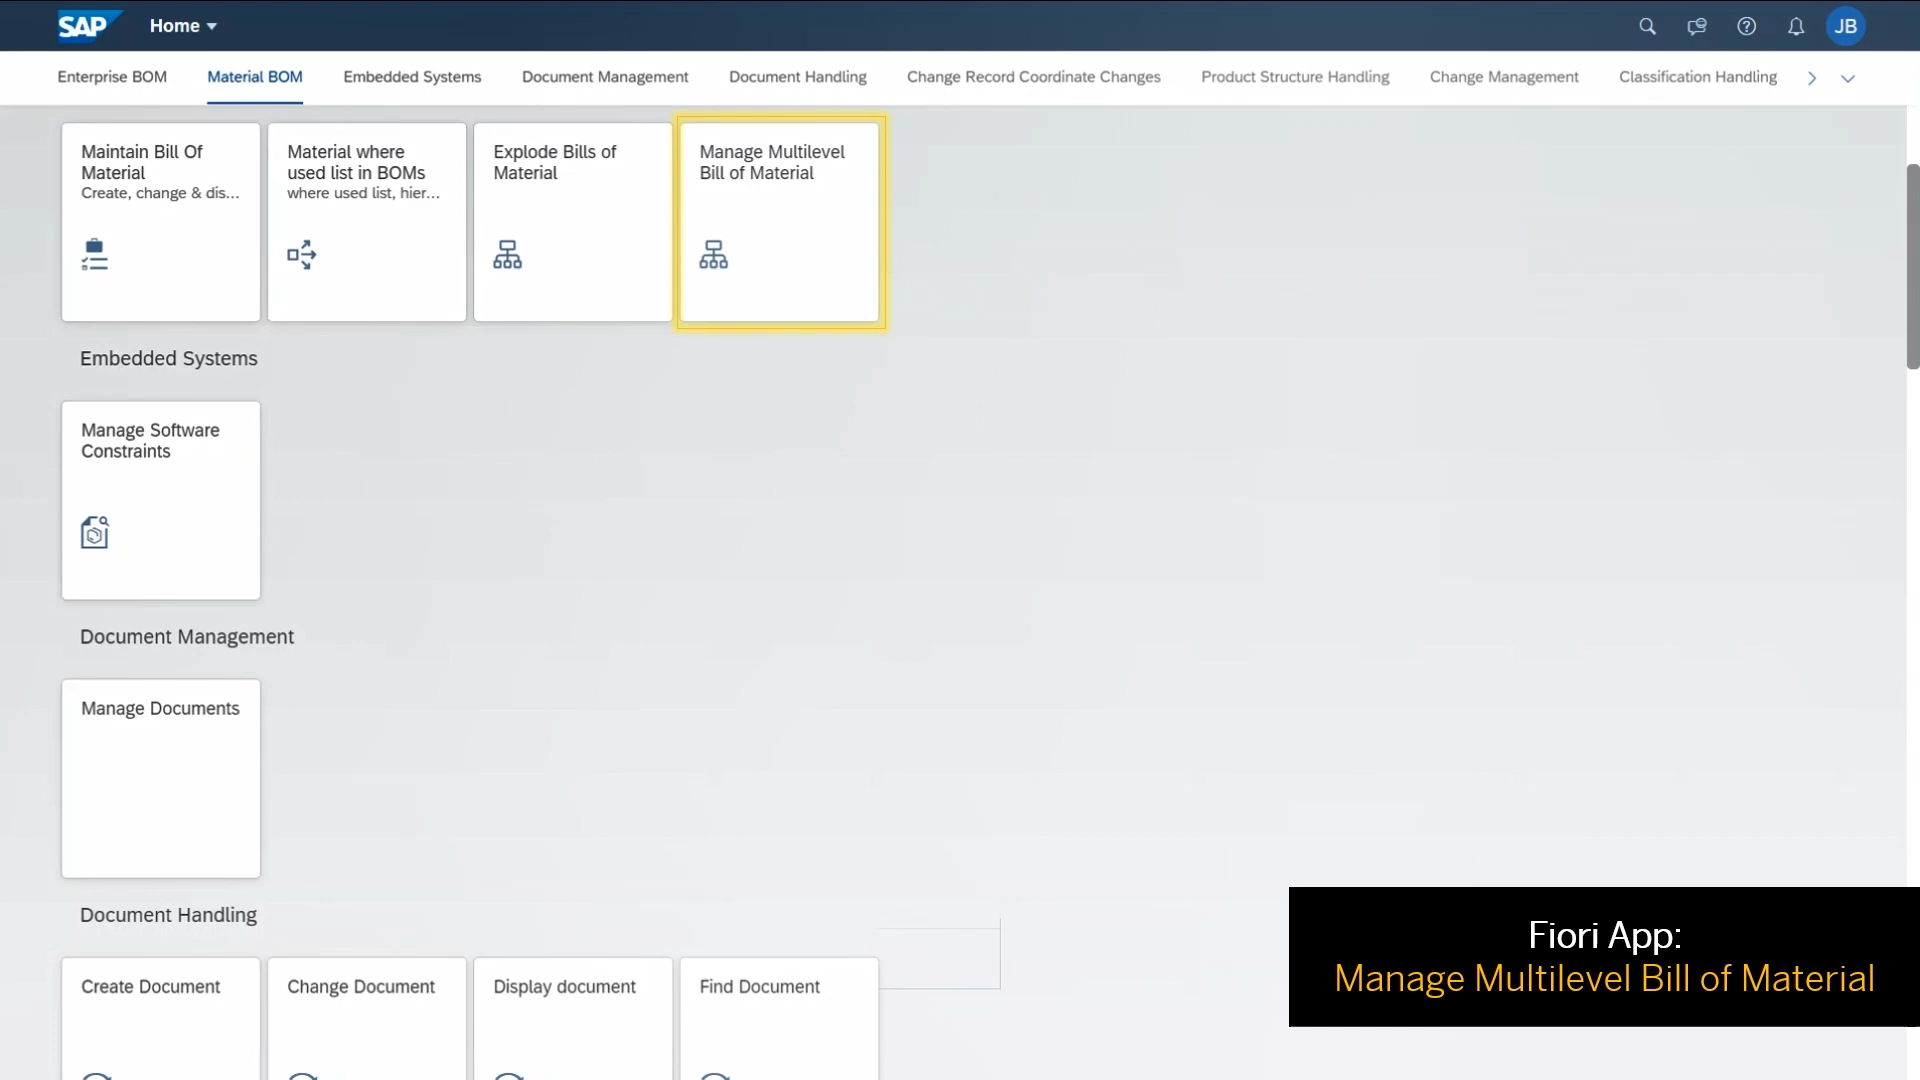 SAP Home JB
Enterprise BOM Material BOM Embedded Systems Document Management Document Handling Change Record Coordinate Changes Product Structure Handling Change Management Classification Handling
Maintain Bill Of
Material
Create, change & dis...
Material where
used list in BOMs
where used list, hier...
Explode Bills of
Material
Manage Multilevel
Bill of Material
Embedded Systems
Manage Software
Constraints
Document Management
Manage Documents
Document Handling
Create Document
Change Document
Display document
Find Document
Fiori App:
Manage Multilevel Bill of Material